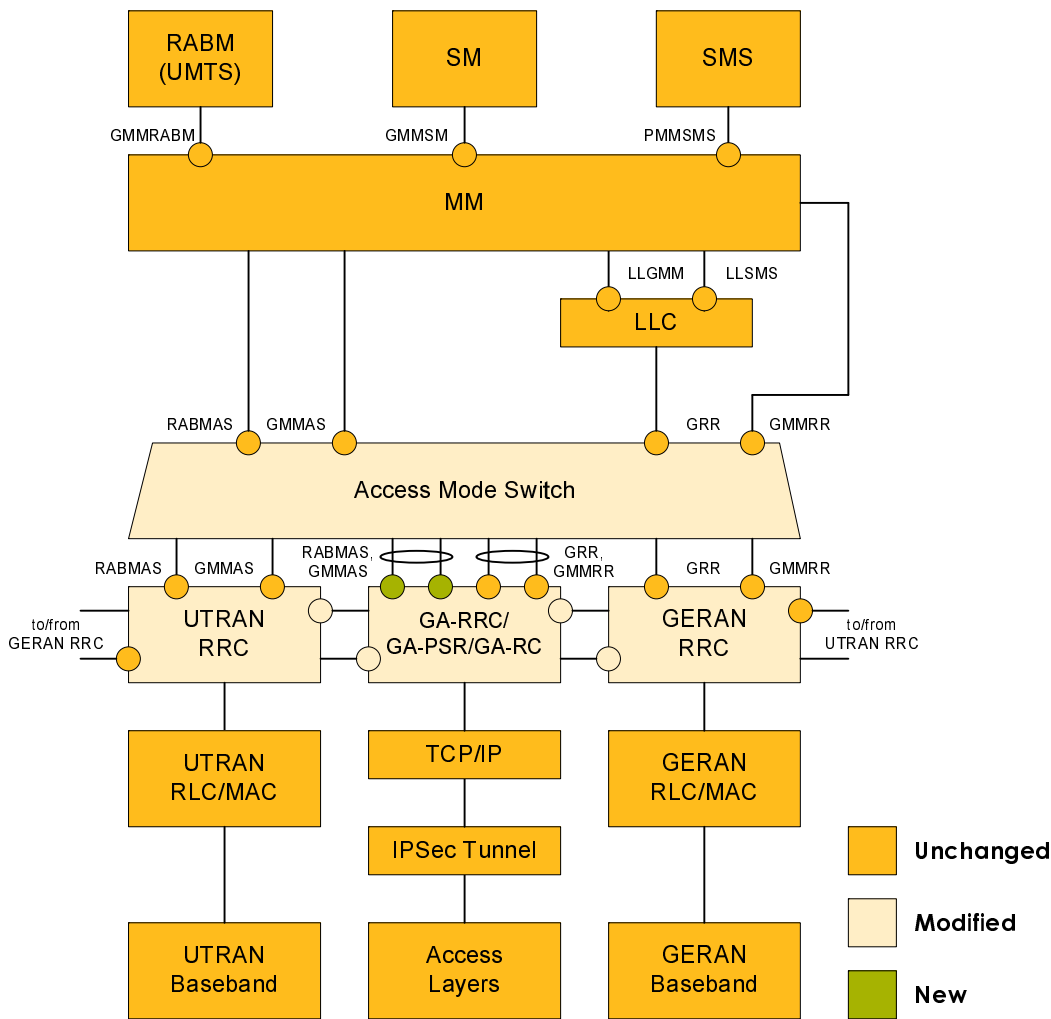 RABM
(UMTS)
SM
SMS
GMMRABM
GMMSM
PMMSMS
MM
LLGMM
LLSMS
LLC
RABMAS
GMMAS
GRR
GMMRR
Access Mode Switch
RABMAS
GMMAS
RABMAS,
GMMAS
GRR,
GMMRR
GRR
GMMRR
to/from
GERAN RRC
UTRAN
RRC
GA-RRC/
GA-PSR/GA-RC
GERAN
RRC
to/from
UTRAN RRC
UTRAN
RLC/MAC
TCP/IP
GERAN
RLC/MAC
IPSec Tunnel
UTRAN
Baseband
Access
Layers
GERAN
Baseband
Unchanged
Modified
New